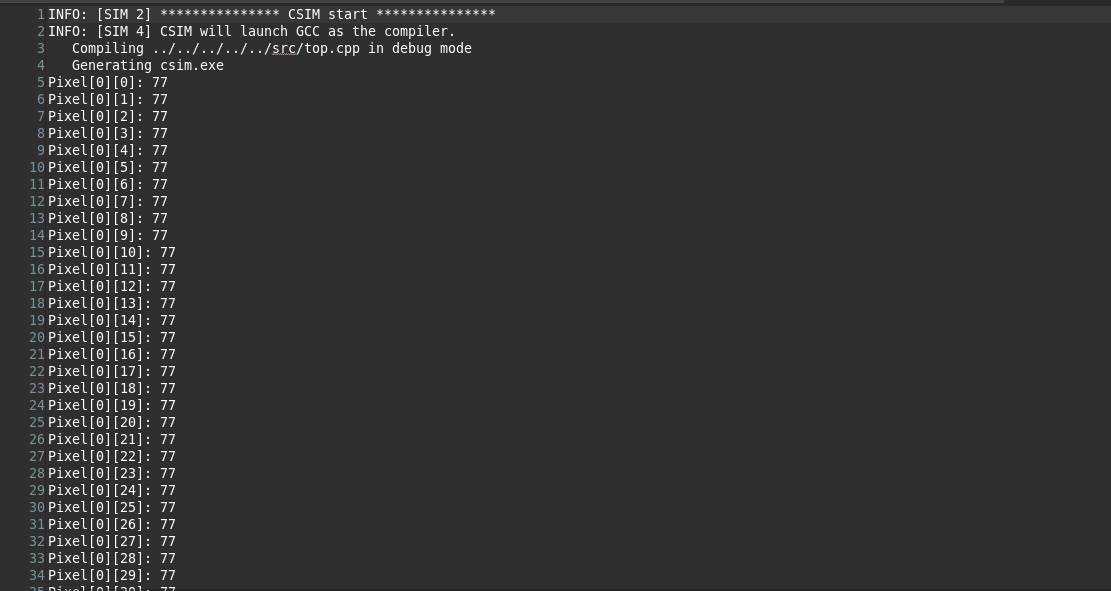 1 INFO: [SIM 2] *************** CSIM start ***************
2 INFO: [SIM 4] CSIM will launch GCC as the compiler.
3    Compiling ../../../../../src/top.cpp in debug mode
4    Generating csim.exe
5 Pixel[0][0]: 77
6 Pixel[0][1]: 77
7 Pixel[0][2]: 77
8 Pixel[0][3]: 77
9 Pixel[0][4]: 77
10 Pixel[0][5]: 77
11 Pixel[0][6]: 77
12 Pixel[0][7]: 77
13 Pixel[0][8]: 77
14 Pixel[0][9]: 77
15 Pixel[0][10]: 77
16 Pixel[0][11]: 77
17 Pixel[0][12]: 77
18 Pixel[0][13]: 77
19 Pixel[0][14]: 77
20 Pixel[0][15]: 77
21 Pixel[0][16]: 77
22 Pixel[0][17]: 77
23 Pixel[0][18]: 77
24 Pixel[0][19]: 77
25 Pixel[0][20]: 77
26 Pixel[0][21]: 77
27 Pixel[0][22]: 77
28 Pixel[0][23]: 77
29 Pixel[0][24]: 77
30 Pixel[0][25]: 77
31 Pixel[0][26]: 77
32 Pixel[0][27]: 77
33 Pixel[0][28]: 77
34 Pixel[0][29]: 77